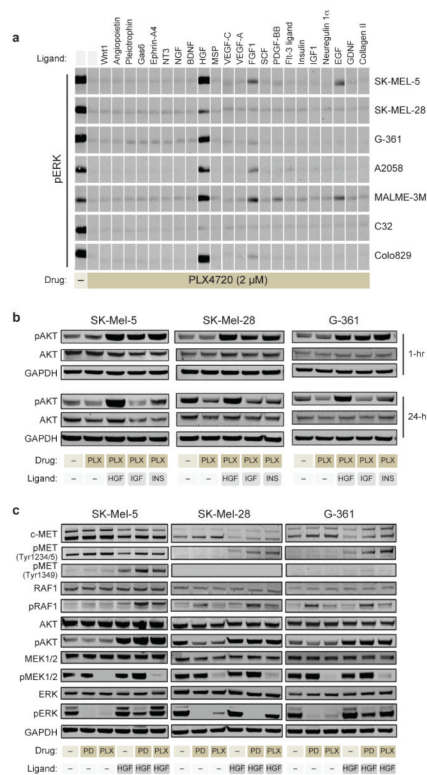 a
Ligand: Wnt1 Angiopoietin Pleiotrophin Gas6 Ephrin-A4 NT3 NGF BDNF HGF MSP VEGF-C VEGF-A FGF1 SCF PDGF-BB Flt-3 ligand Insulin IGF1 Neuregulin 1α EGF GDNF Collagen II
pERK
SK-MEL-5
SK-MEL-28
G-361
A2058
MALME-3M
C32
Colo829
Drug: – PLX4720 (2 μM)
b
SK-Mel-5 SK-Mel-28 G-361
pAKT
AKT
GAPDH
1-hr
pAKT
AKT
GAPDH
24-h
Drug: – PLX PLX PLX PLX – PLX PLX PLX PLX – PLX PLX PLX PLX
Ligand: – – HGF IGF INS – – HGF IGF INS – – HGF IGF INS
c
SK-Mel-5 SK-Mel-28 G-361
c-MET
pMET
(Tyr1234/5)
pMET
(Tyr1349)
RAF1
pRAF1
AKT
pAKT
MEK1/2
pMEK1/2
ERK
pERK
GAPDH
Drug: – PD PLX – PD PLX – PD PLX – PD PLX – PD PLX – PD PLX
Ligand: – – – HGF HGF HGF – – – HGF HGF HGF – – – HGF HGF HGF